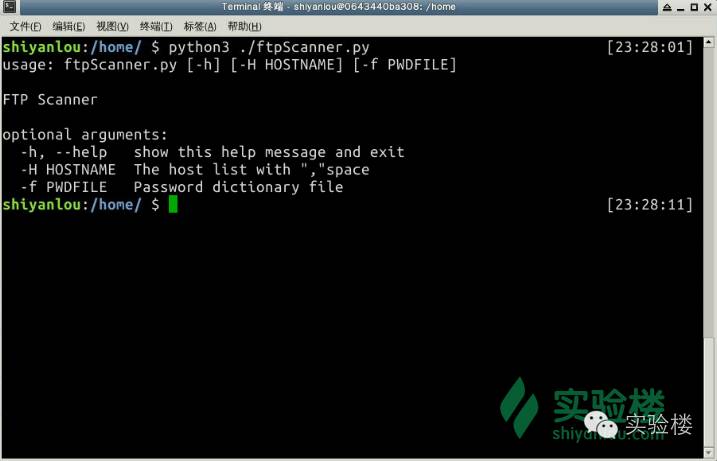 Terminal 终端 - shiyanlou@0643440ba308: /home
文件(F) 编辑(E) 视图(V) 终端(T) 标签(A) 帮助(H)
shiyanlou:/home/ $ python3 ./ftpScanner.py [23:28:01]
usage: ftpScanner.py [-h] [-H HOSTNAME] [-f PWDFILE]
FTP Scanner
optional arguments:
-h, --help show this help message and exit
-H HOSTNAME The host list with ","space
-f PWDFILE Password dictionary file
shiyanlou:/home/ $ [23:28:11]
实验楼
实验楼